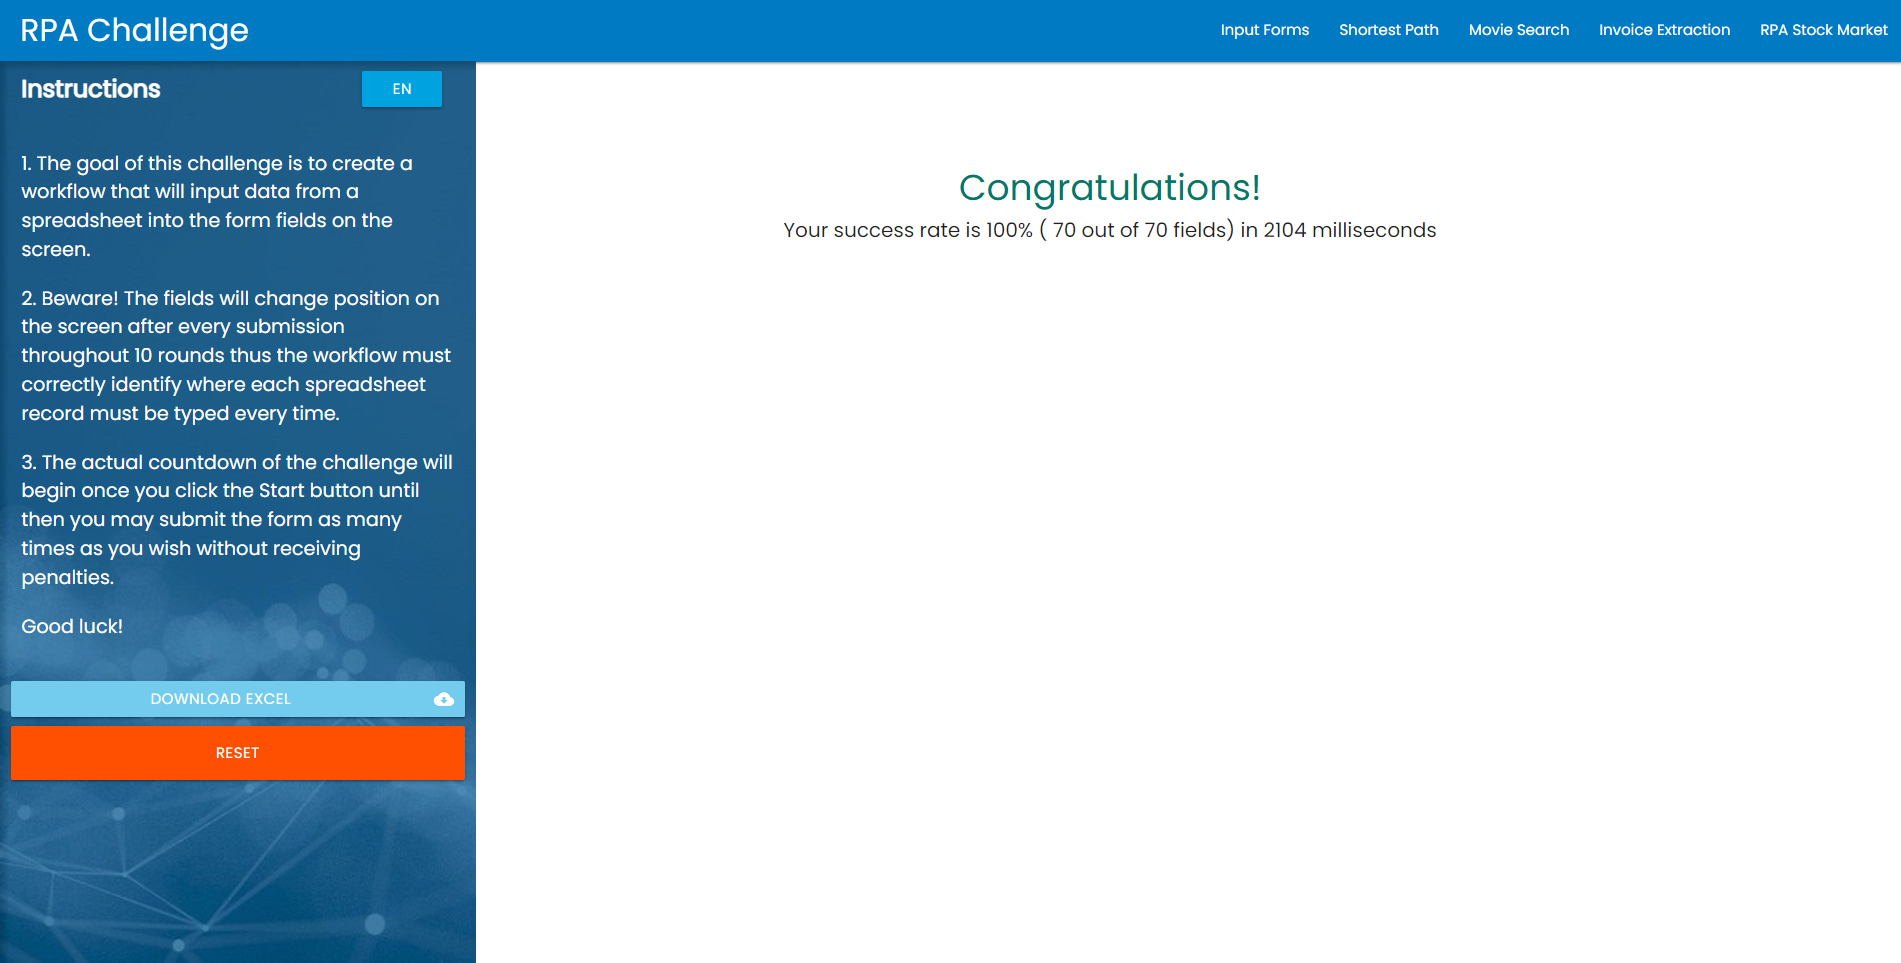 RPA Challenge
Input Forms
Shortest Path
Movie Search
Invoice Extraction
RPA Stock Market
Instructions
EN
1. The goal of this challenge is to create a
workflow that will input data from a
spreadsheet into the form fields on the
screen.
2. Beware! The fields will change position on
the screen after every submission
throughout 10 rounds thus the workflow must
correctly identify where each spreadsheet
record must be typed every time.
3. The actual countdown of the challenge will
begin once you click the Start button until
then you may submit the form as many
times as you wish without receiving
penalties.
Good luck!
DOWNLOAD EXCEL
RESET
Congratulations!
Your success rate is 100% ( 70 out of 70 fields) in 2104 milliseconds